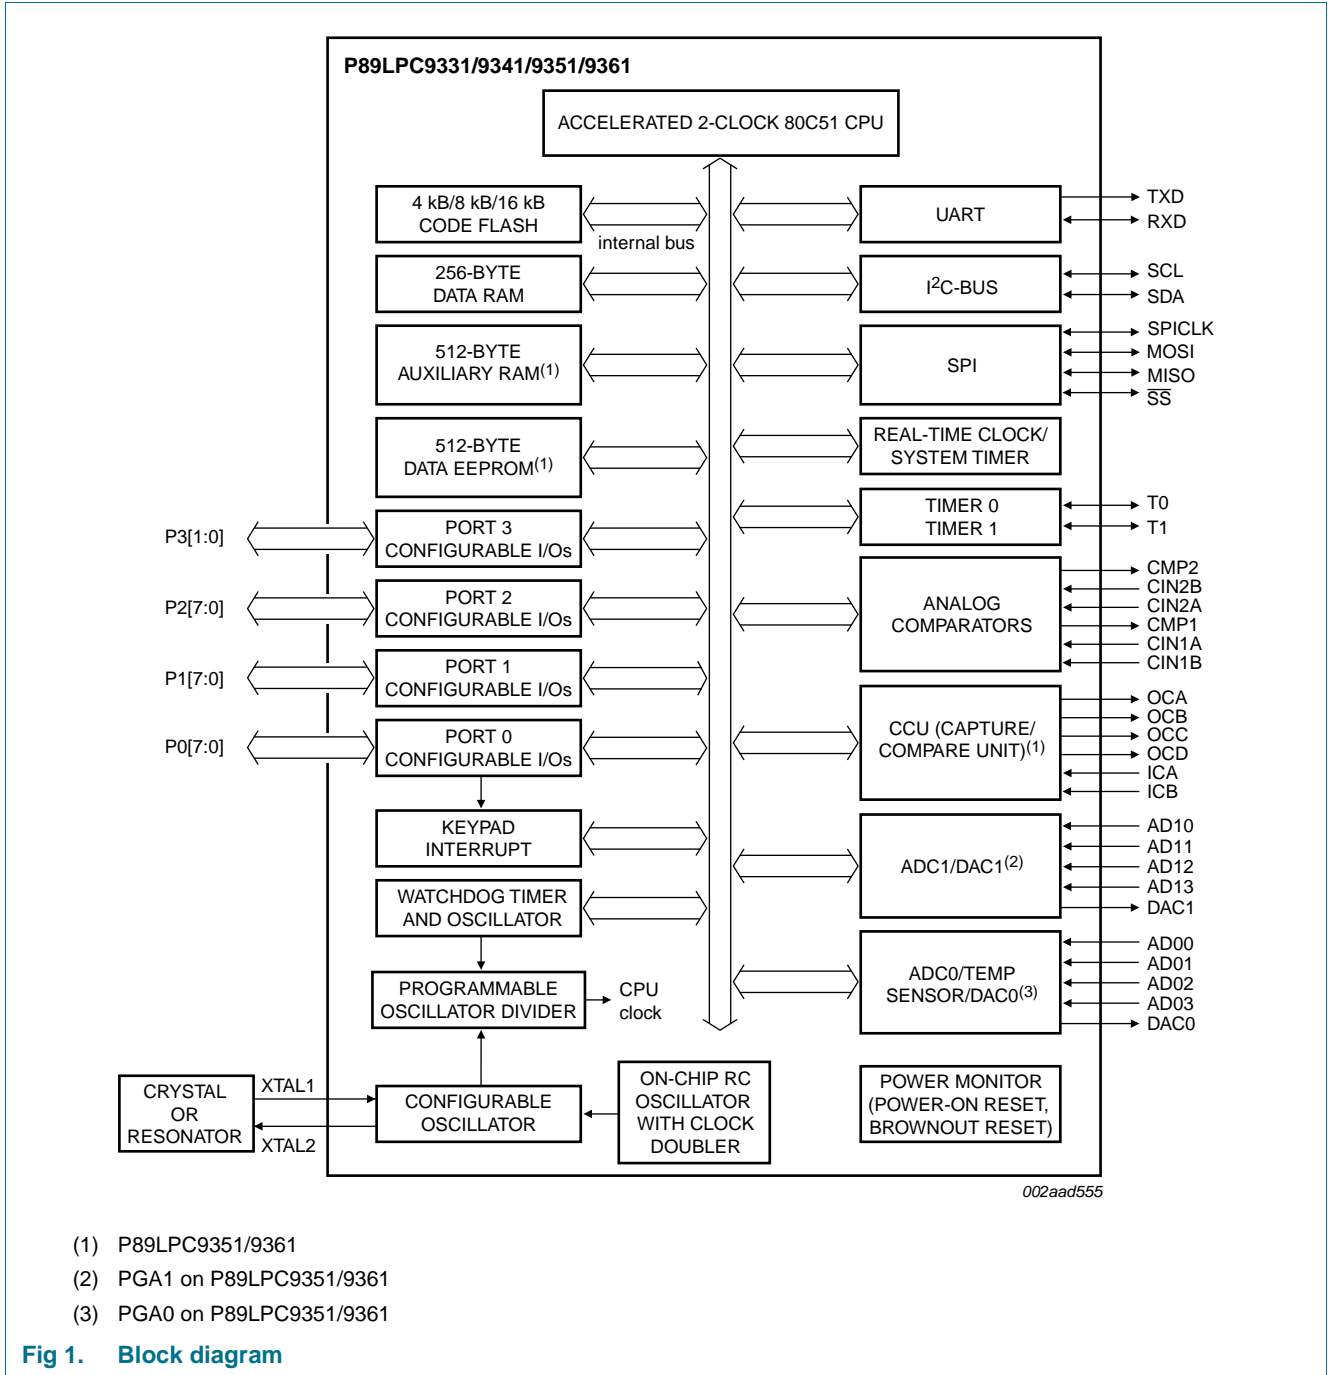 P89LPC9331/9341/9351/9361
ACCELERATED 2-CLOCK 80C51 CPU
4 kB/8 kB/16 kB
CODE FLASH
internal bus
256-BYTE
DATA RAM
512-BYTE
AUXILIARY RAM(1)
512-BYTE
DATA EEPROM(1)
P3[1:0]
PORT 3
CONFIGURABLE I/Os
P2[7:0]
PORT 2
CONFIGURABLE I/Os
P1[7:0]
PORT 1
CONFIGURABLE I/Os
P0[7:0]
PORT 0
CONFIGURABLE I/Os
KEYPAD
INTERRUPT
WATCHDOG TIMER
AND OSCILLATOR
PROGRAMMABLE
OSCILLATOR DIVIDER
CPU
clock
CRYSTAL
OR
RESONATOR
XTAL1
XTAL2
CONFIGURABLE
OSCILLATOR
ON-CHIP RC
OSCILLATOR
WITH CLOCK
DOUBLER
UART
TXD
RXD
I2C-BUS
SCL
SDA
SPI
SPICLK
MOSI
MISO
SS
REAL-TIME CLOCK/
SYSTEM TIMER
TIMER 0
TIMER 1
T0
T1
ANALOG
COMPARATORS
CMP2
CIN2B
CIN2A
CMP1
CIN1A
CIN1B
CCU (CAPTURE/
COMPARE UNIT)(1)
OCA
OCB
OCC
OCD
ICA
ICB
ADC1/DAC1(2)
AD10
AD11
AD12
AD13
DAC1
ADC0/TEMP
SENSOR/DAC0(3)
AD00
AD01
AD02
AD03
DAC0
POWER MONITOR
(POWER-ON RESET,
BROWNOUT RESET)
002aad555
(1) P89LPC9351/9361
(2) PGA1 on P89LPC9351/9361
(3) PGA0 on P89LPC9351/9361
Fig 1. Block diagram